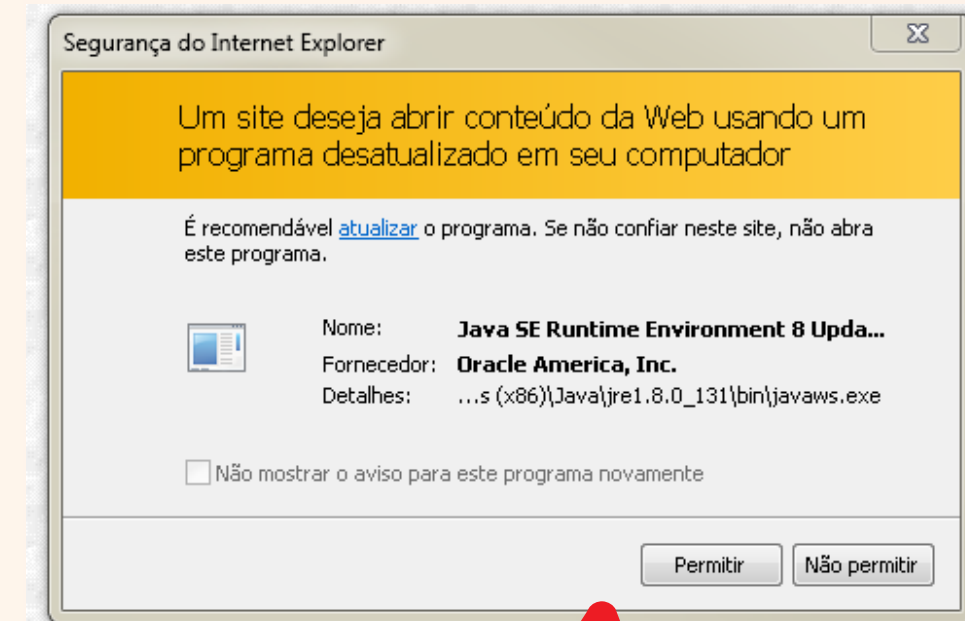 Segurança do Internet Explorer
Um site deseja abrir conteúdo da Web usando um
programa desatualizado em seu computador
É recomendável atualizar o programa. Se não confiar neste site, não abra
este programa.
Nome: Java SE Runtime Environment 8 Upda...
Fornecedor: Oracle America, Inc.
Detalhes: ...s (x86)\Java\jre1.8.0_131\bin\javaws.exe
Não mostrar o aviso para este programa novamente
Permitir Não permitir